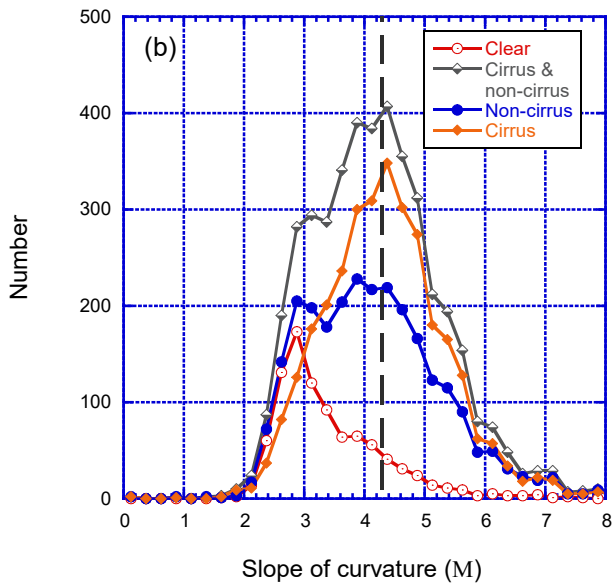 500
(b)
Clear
Cirrus &
non-cirrus
Non-cirrus
Cirrus
400
300
Number
200
100
0
0 1 2 3 4 5 6 7 8
Slope of curvature (M)